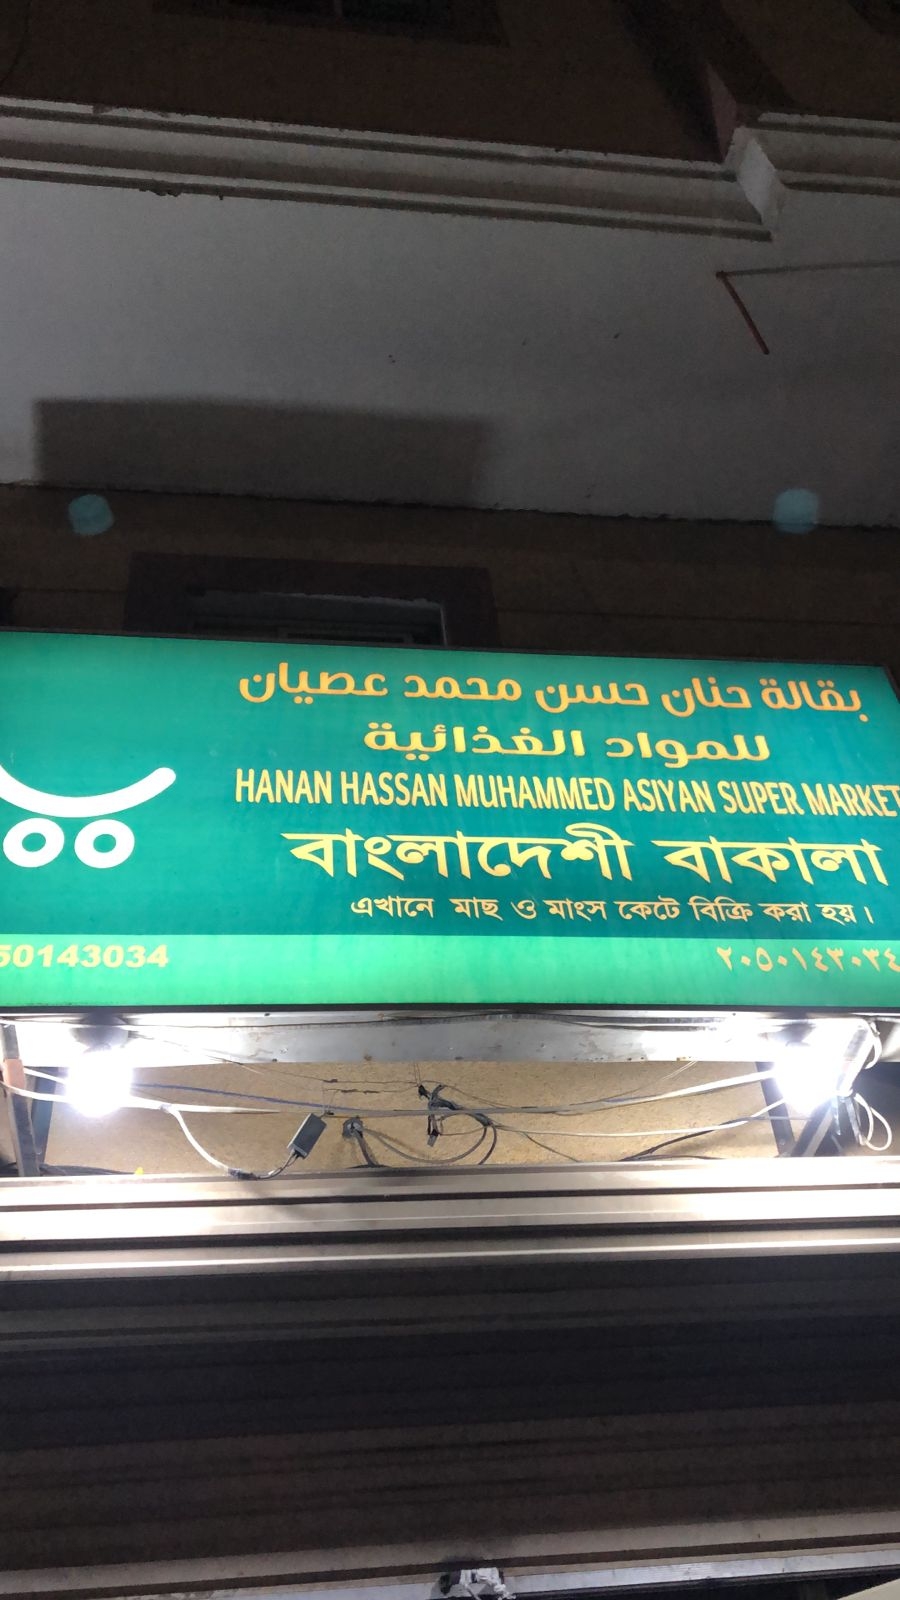 بقالة حنان حسن محمد عصيان
للمواد الغذائية
HANAN HASSAN MUHAMMED ASIYAN SUPER MARKET
বাংলাদেশী বাকালা
এখানে মাছ ও মাংস কেটে বিক্রি করা হয়।
50143034 ٢٠٥٠١٤٣٠٣٤